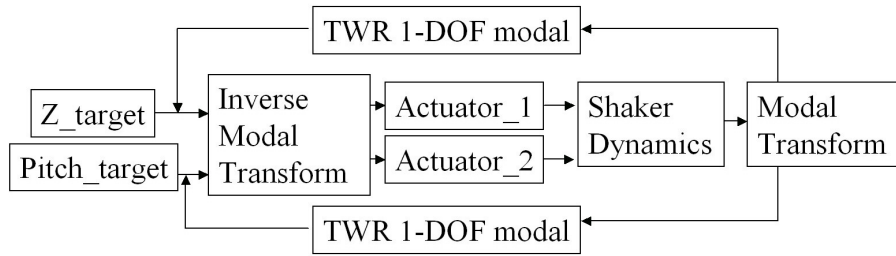 TWR 1-DOF modal
Z_target
Pitch_target
Inverse
Modal
Transform
Actuator_1
Actuator_2
Shaker
Dynamics
Modal
Transform
TWR 1-DOF modal